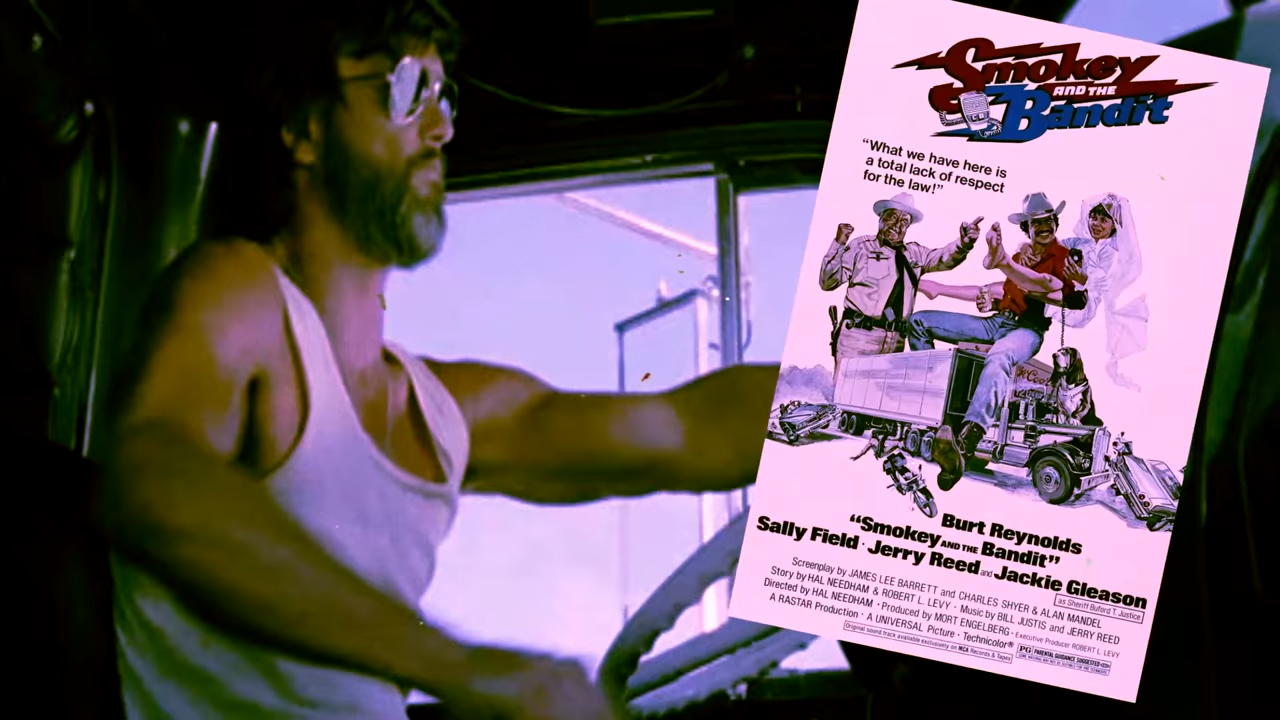 Smokey
AND THE
Bandit
“What we have here is
a total lack of respect
for the law!”
Burt Reynolds
“Smokey AND THE Bandit”
Sally Field · Jerry Reed and Jackie Gleason
as Sheriff Buford T. Justice
Screenplay by JAMES LEE BARRETT and CHARLES SHYER & ALAN MANDEL
Story by HAL NEEDHAM & ROBERT L. LEVY · Music by BILL JUSTIS and JERRY REED
Directed by HAL NEEDHAM · Produced by MORT ENGELBERG · Executive Producer ROBERT L. LEVY
A RASTAR Production · A UNIVERSAL Picture · Technicolor®
Original sound track available exclusively on MCA Records & Tapes
PG PARENTAL GUIDANCE SUGGESTED